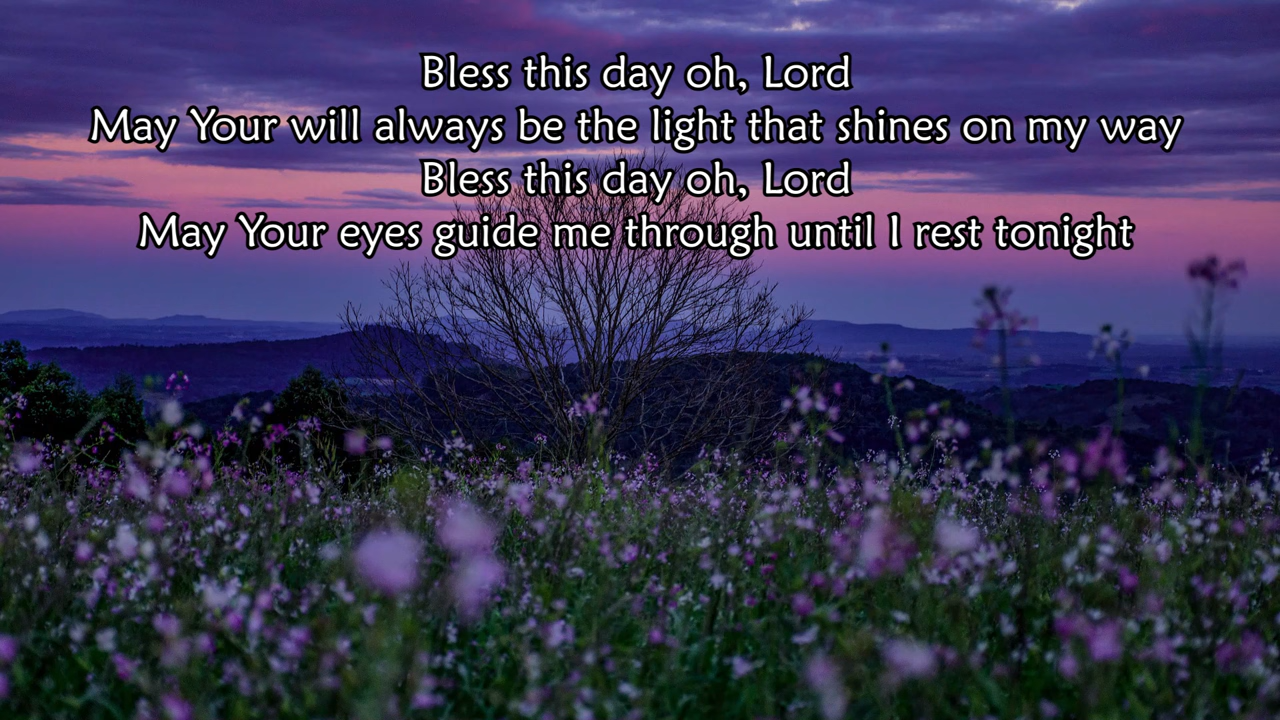 Bless this day oh, Lord
May Your will always be the light that shines on my way
Bless this day oh, Lord
May Your eyes guide me through until I rest tonight